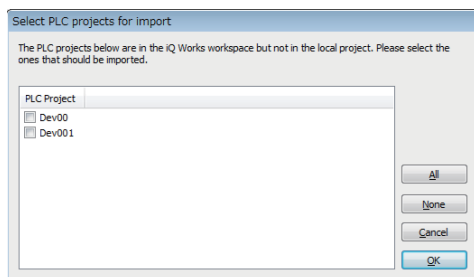 Select PLC projects for import
The PLC projects below are in the iQ Works workspace but not in the local project. Please select the
ones that should be imported.
PLC Project
Dev00
Dev001
All
None
Cancel
OK